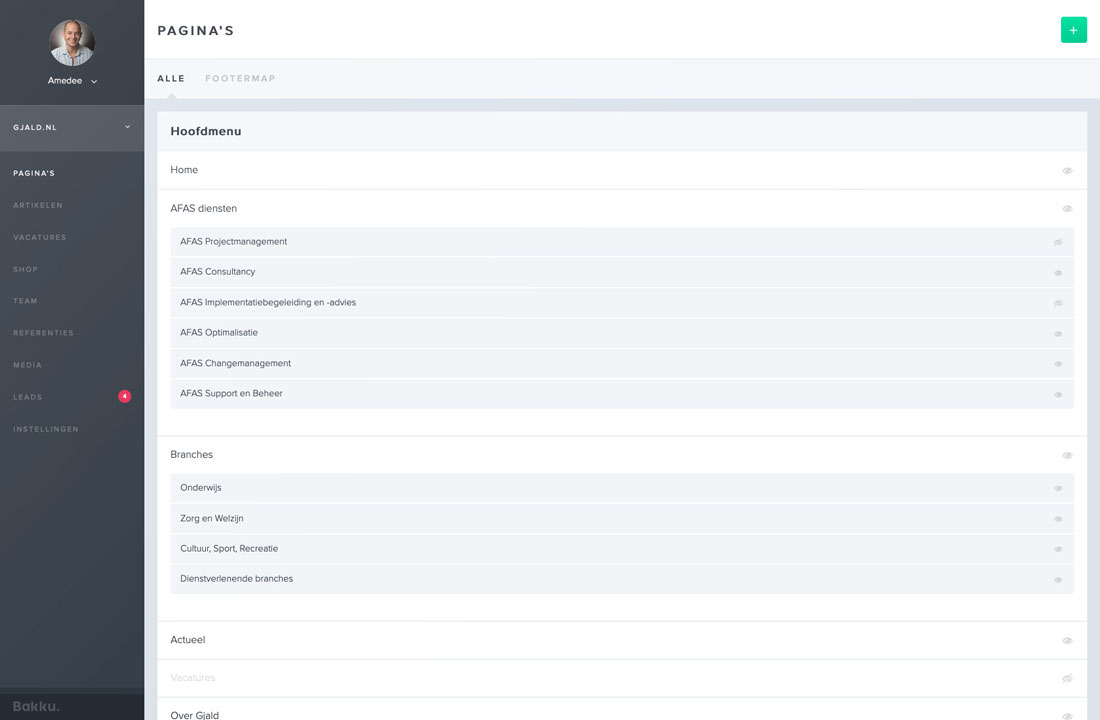 Amedee
GJALD.NL
PAGINA'S
ARTIKELEN
VACATURES
SHOP
TEAM
REFERENTIES
MEDIA
LEADS 4
INSTELLINGEN
Bakku.
PAGINA'S
+
ALLE FOOTERMAP
Hoofdmenu
Home
AFAS diensten
AFAS Projectmanagement
AFAS Consultancy
AFAS Implementatiebegeleiding en -advies
AFAS Optimalisatie
AFAS Changemanagement
AFAS Support en Beheer
Branches
Onderwijs
Zorg en Welzijn
Cultuur, Sport, Recreatie
Dienstverlenende branches
Actueel
Vacatures
Over Gjald